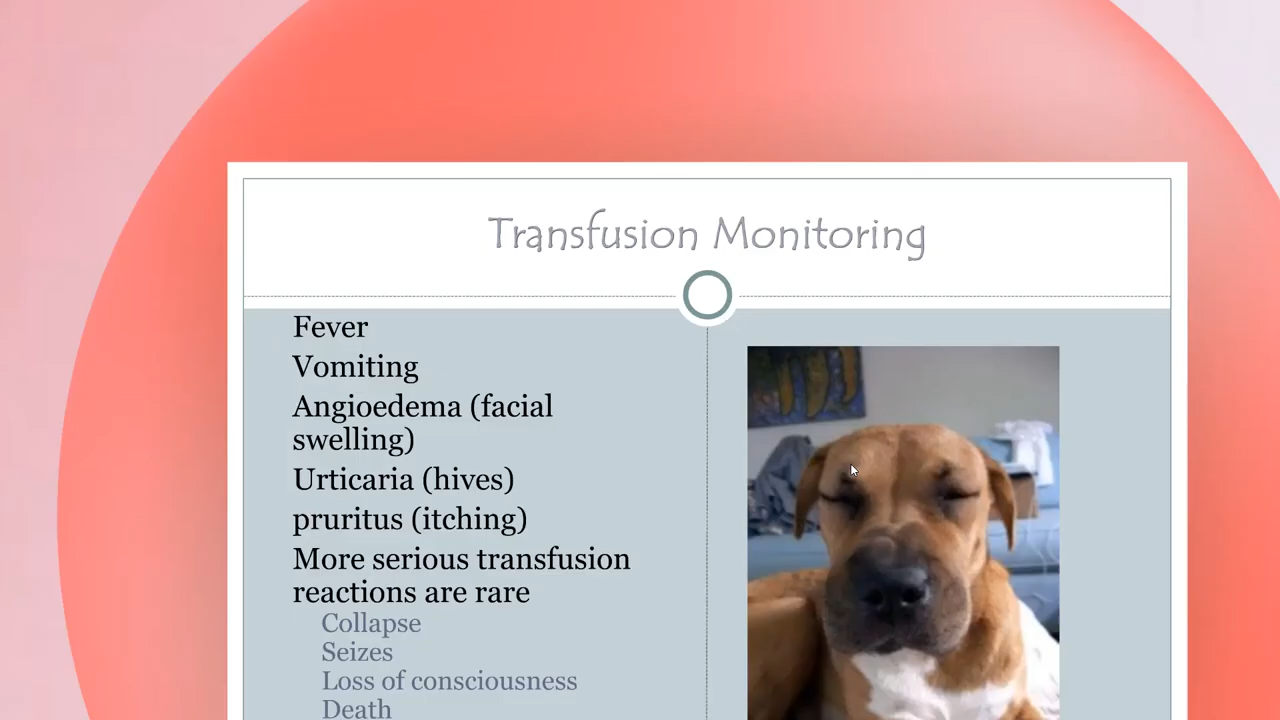 Transfusion Monitoring
Fever
Vomiting
Angioedema (facial
swelling)
Urticaria (hives)
pruritus (itching)
More serious transfusion
reactions are rare
Collapse
Seizes
Loss of consciousness
Death